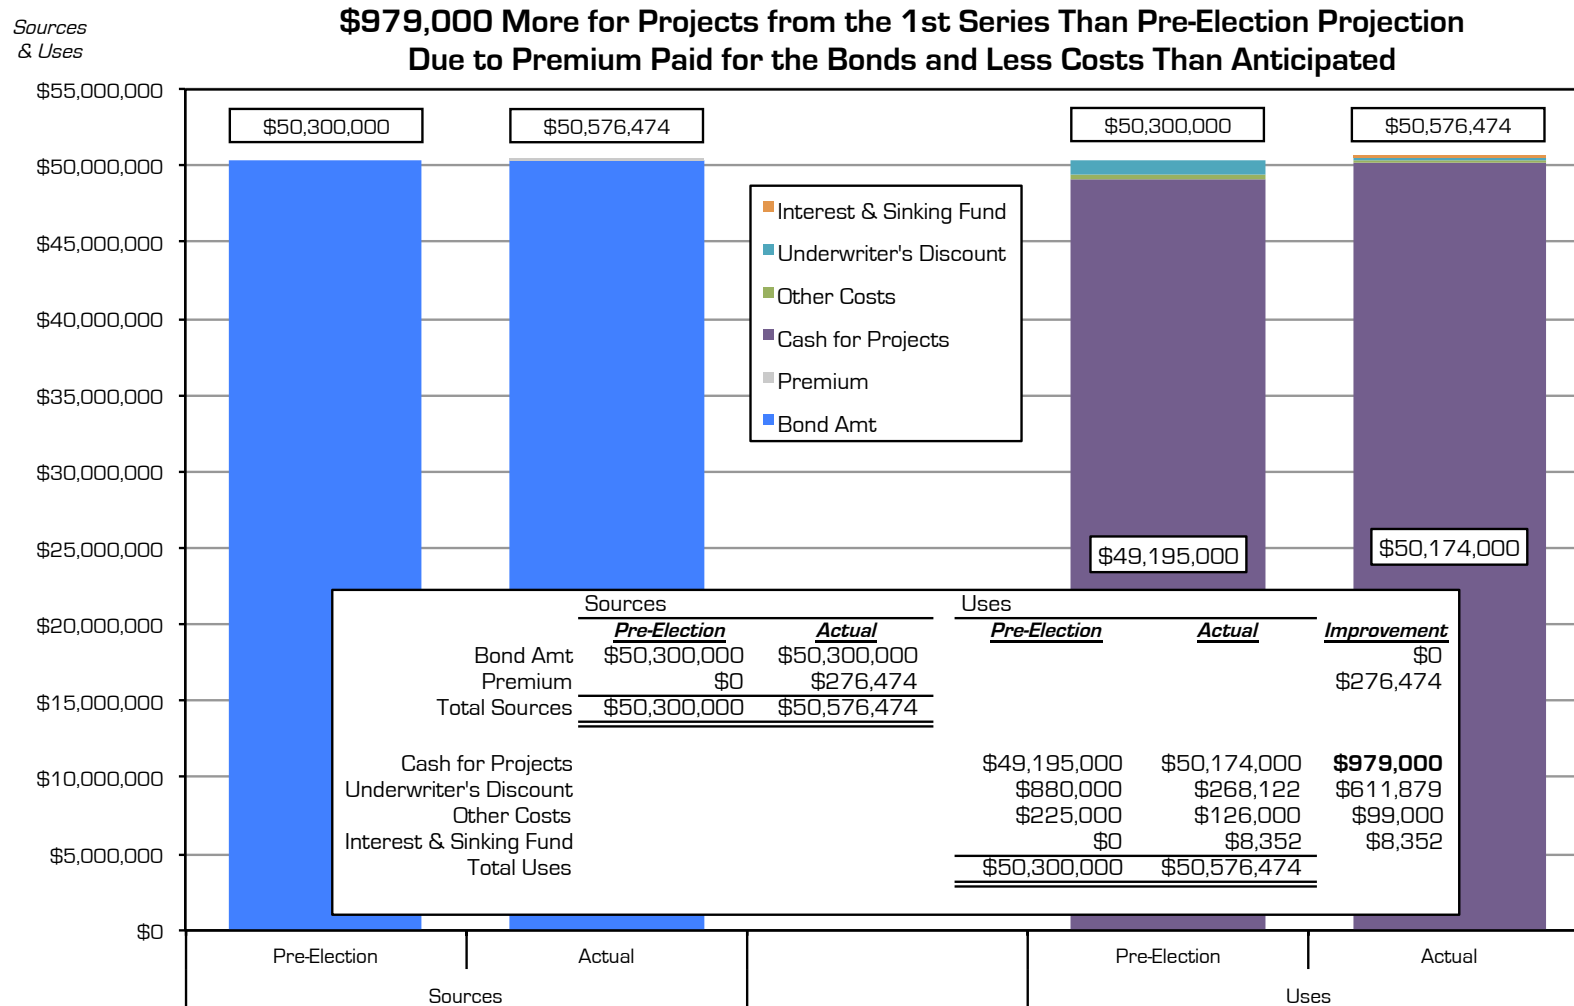 Sources
& Uses
$979,000 More for Projects from the 1st Series Than Pre-Election Projection
Due to Premium Paid for the Bonds and Less Costs Than Anticipated
$55,000,000
$50,000,000
$45,000,000
$40,000,000
$35,000,000
$30,000,000
$25,000,000
$20,000,000
$15,000,000
$10,000,000
$5,000,000
$0
$50,300,000
$50,576,474
$50,300,000
$50,576,474
Interest & Sinking Fund
Underwriter's Discount
Other Costs
Cash for Projects
Premium
Bond Amt
$49,195,000
$50,174,000
Sources Uses
Pre-Election Actual Pre-Election Actual Improvement
Bond Amt $50,300,000 $50,300,000 $0
Premium $0 $276,474 $276,474
Total Sources $50,300,000 $50,576,474
Cash for Projects $49,195,000 $50,174,000 $979,000
Underwriter's Discount $880,000 $268,122 $611,879
Other Costs $225,000 $126,000 $99,000
Interest & Sinking Fund $0 $8,352 $8,352
Total Uses $50,300,000 $50,576,474
Pre-Election Actual Pre-Election Actual
Sources Uses